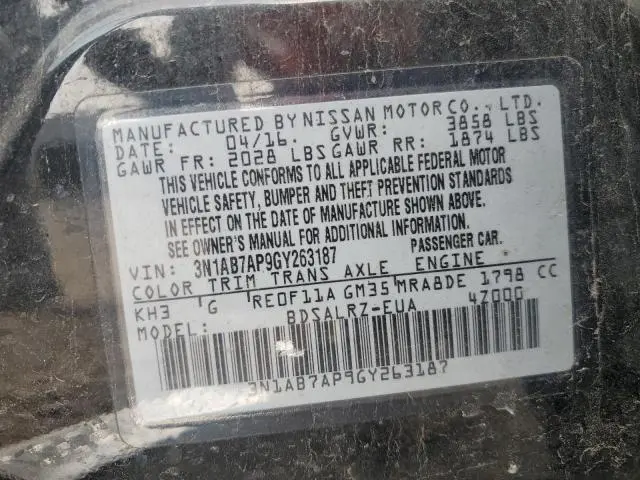 MANUFACTURED BY NISSAN MOTOR CO., LTD.
DATE: 04/16. GVWR: 3858 LBS
GAWR FR: 2028 LBS GAWR RR: 1874 LBS
THIS VEHICLE CONFORMS TO ALL APPLICABLE FEDERAL MOTOR
VEHICLE SAFETY, BUMPER AND THEFT PREVENTION STANDARDS
IN EFFECT ON THE DATE OF MANUFACTURE SHOWN ABOVE.
SEE OWNER'S MANUAL FOR ADDITIONAL INFORMATION.
VIN: 3N1AB7AP9GY263187 PASSENGER CAR.
COLOR TRIM TRANS AXLE ENGINE
KH3 G RE0F11A GM35 MRA8DE 1798 CC
MODEL: BDSALRZ-EUA 4Z000
3N1AB7AP9GY263187